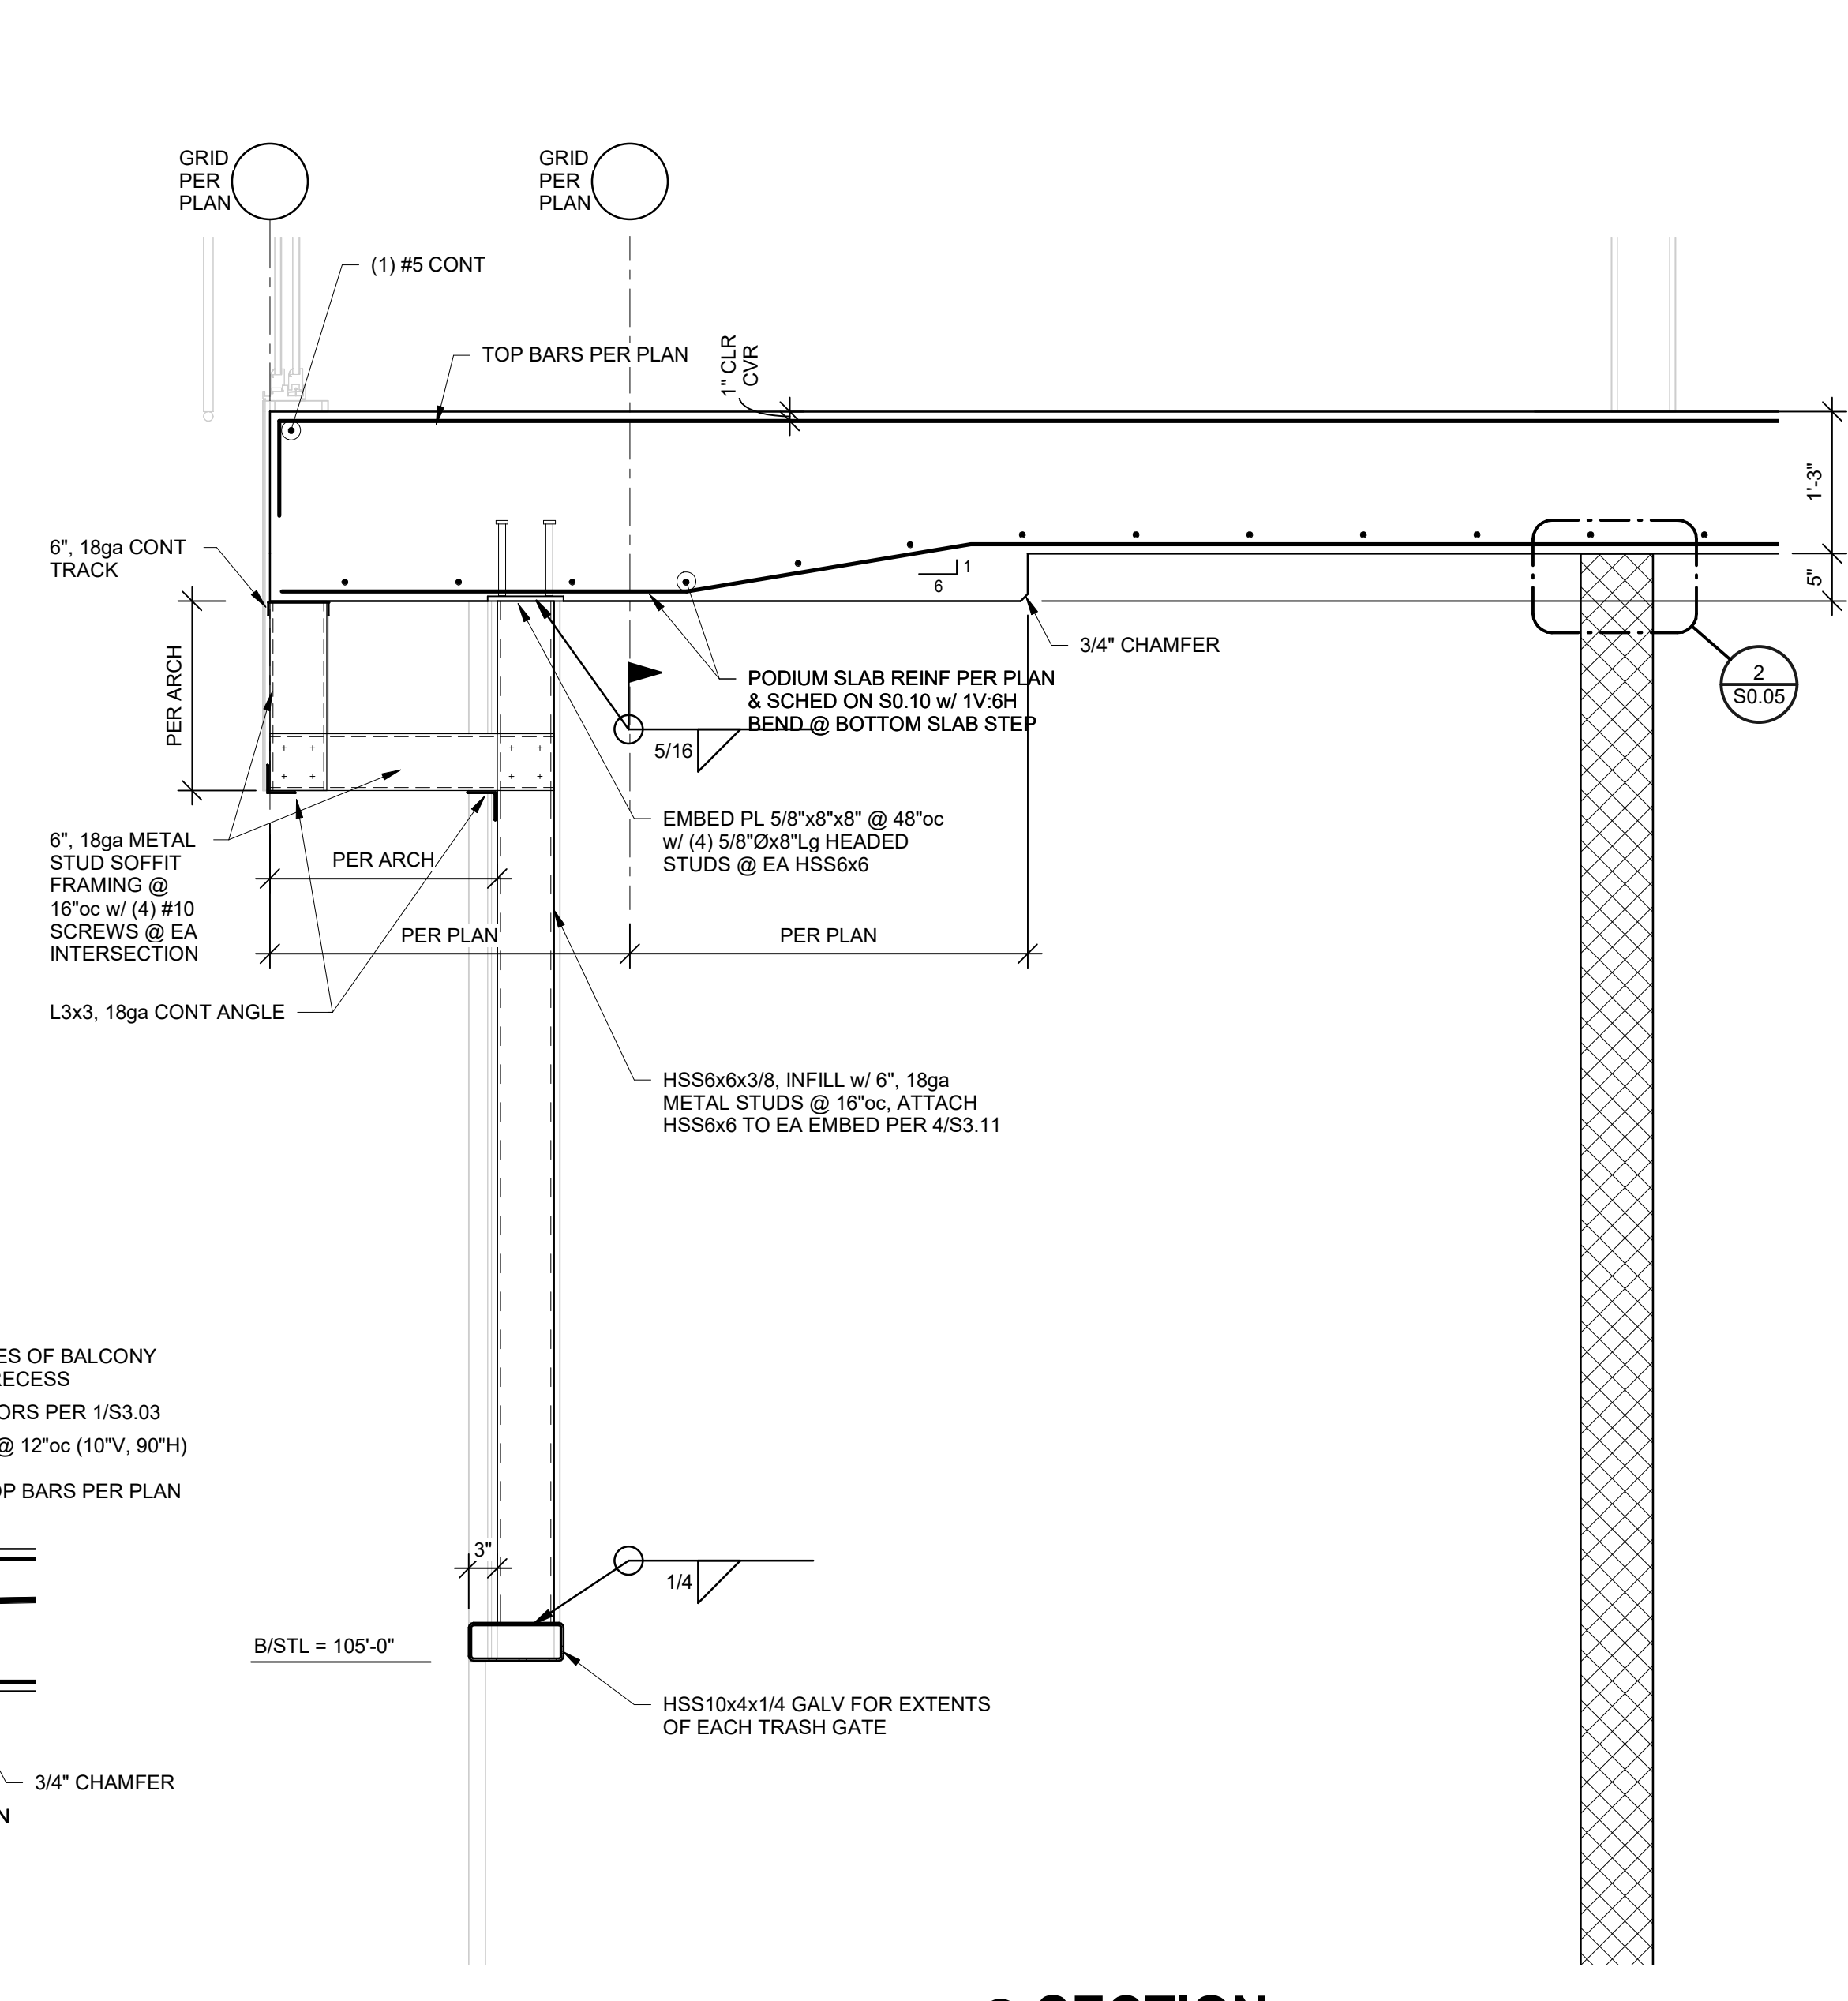 GRID
PER
PLAN
GRID
PER
PLAN
(1) #5 CONT
TOP BARS PER PLAN
1" CLR
CVR
1'-3"
5"
6", 18ga CONT
TRACK
1
6
3/4" CHAMFER
2
S0.05
PER ARCH
PODIUM SLAB REINF PER PLAN
& SCHED ON S0.10 w/ 1V:6H
BEND @ BOTTOM SLAB STEP
5/16
EMBED PL 5/8"x8"x8" @ 48"oc
w/ (4) 5/8"Øx8"Lg HEADED
STUDS @ EA HSS6x6
6", 18ga METAL
STUD SOFFIT
FRAMING @
16"oc w/ (4) #10
SCREWS @ EA
INTERSECTION
PER ARCH
PER PLAN
PER PLAN
L3x3, 18ga CONT ANGLE
HSS6x6x3/8, INFILL w/ 6", 18ga
METAL STUDS @ 16"oc, ATTACH
HSS6x6 TO EA EMBED PER 4/S3.11
ES OF BALCONY
RECESS
ORS PER 1/S3.03
@ 12"oc (10"V, 90"H)
OP BARS PER PLAN
3"
1/4
B/STL = 105'-0"
HSS10x4x1/4 GALV FOR EXTENTS
OF EACH TRASH GATE
3/4" CHAMFER
N
SECTION